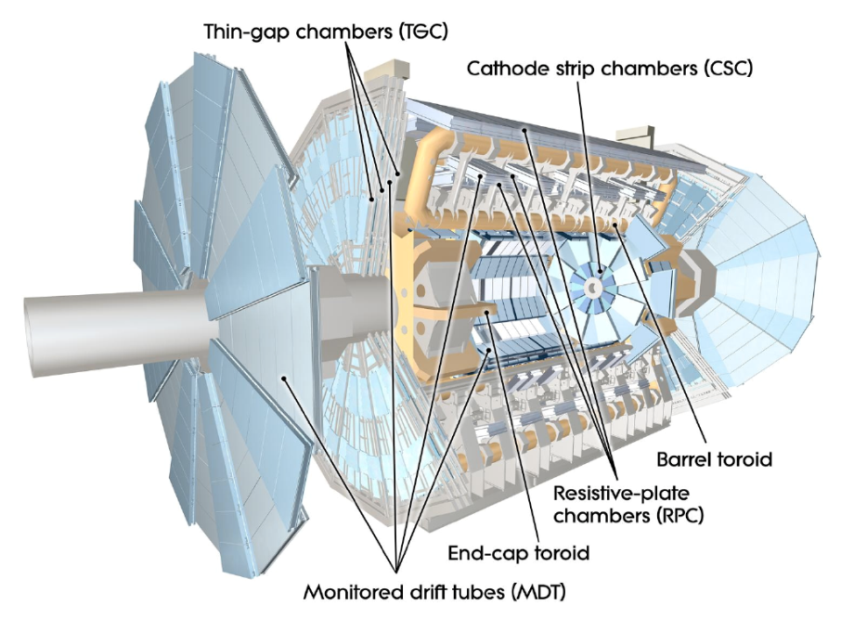 Thin-gap chambers (TGC)
Cathode strip chambers (CSC)
Barrel toroid
Resistive-plate
chambers (RPC)
End-cap toroid
Monitored drift tubes (MDT)